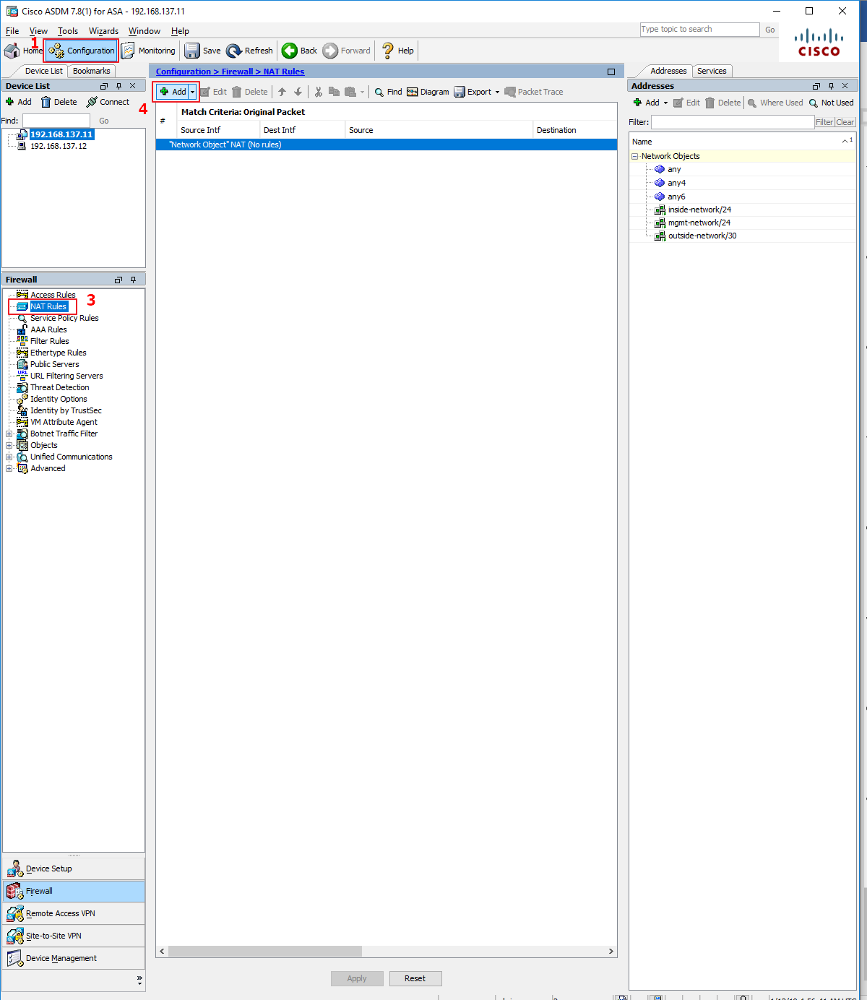 Cisco ASDM 7.8(1) for ASA - 192.168.137.11
File View Tools Wizards Window Help
Type topic to search Go
1
Home Configuration Monitoring Save Refresh Back Forward Help
CISCO
Device List Bookmarks
Device List
Add Delete Connect
Find: Go
192.168.137.11
192.168.137.12
Firewall
Access Rules
NAT Rules
3
Service Policy Rules
AAA Rules
Filter Rules
Ethertype Rules
Public Servers
URL
URL Filtering Servers
Threat Detection
Identity Options
Identity by TrustSec
VM Attribute Agent
Botnet Traffic Filter
Objects
Unified Communications
Advanced
Device Setup
Firewall
Remote Access VPN
Site-to-Site VPN
Device Management
Configuration > Firewall > NAT Rules
4
Add Edit Delete Find Diagram Export Packet Trace
# Match Criteria: Original Packet
Source Intf Dest Intf Source Destination
"Network Object" NAT (No rules)
Apply Reset
Addresses Services
Addresses
Add Edit Delete Where Used Not Used
Filter: Filter Clear
Name 1
Network Objects
any
any4
any6
inside-network/24
mgmt-network/24
outside-network/30